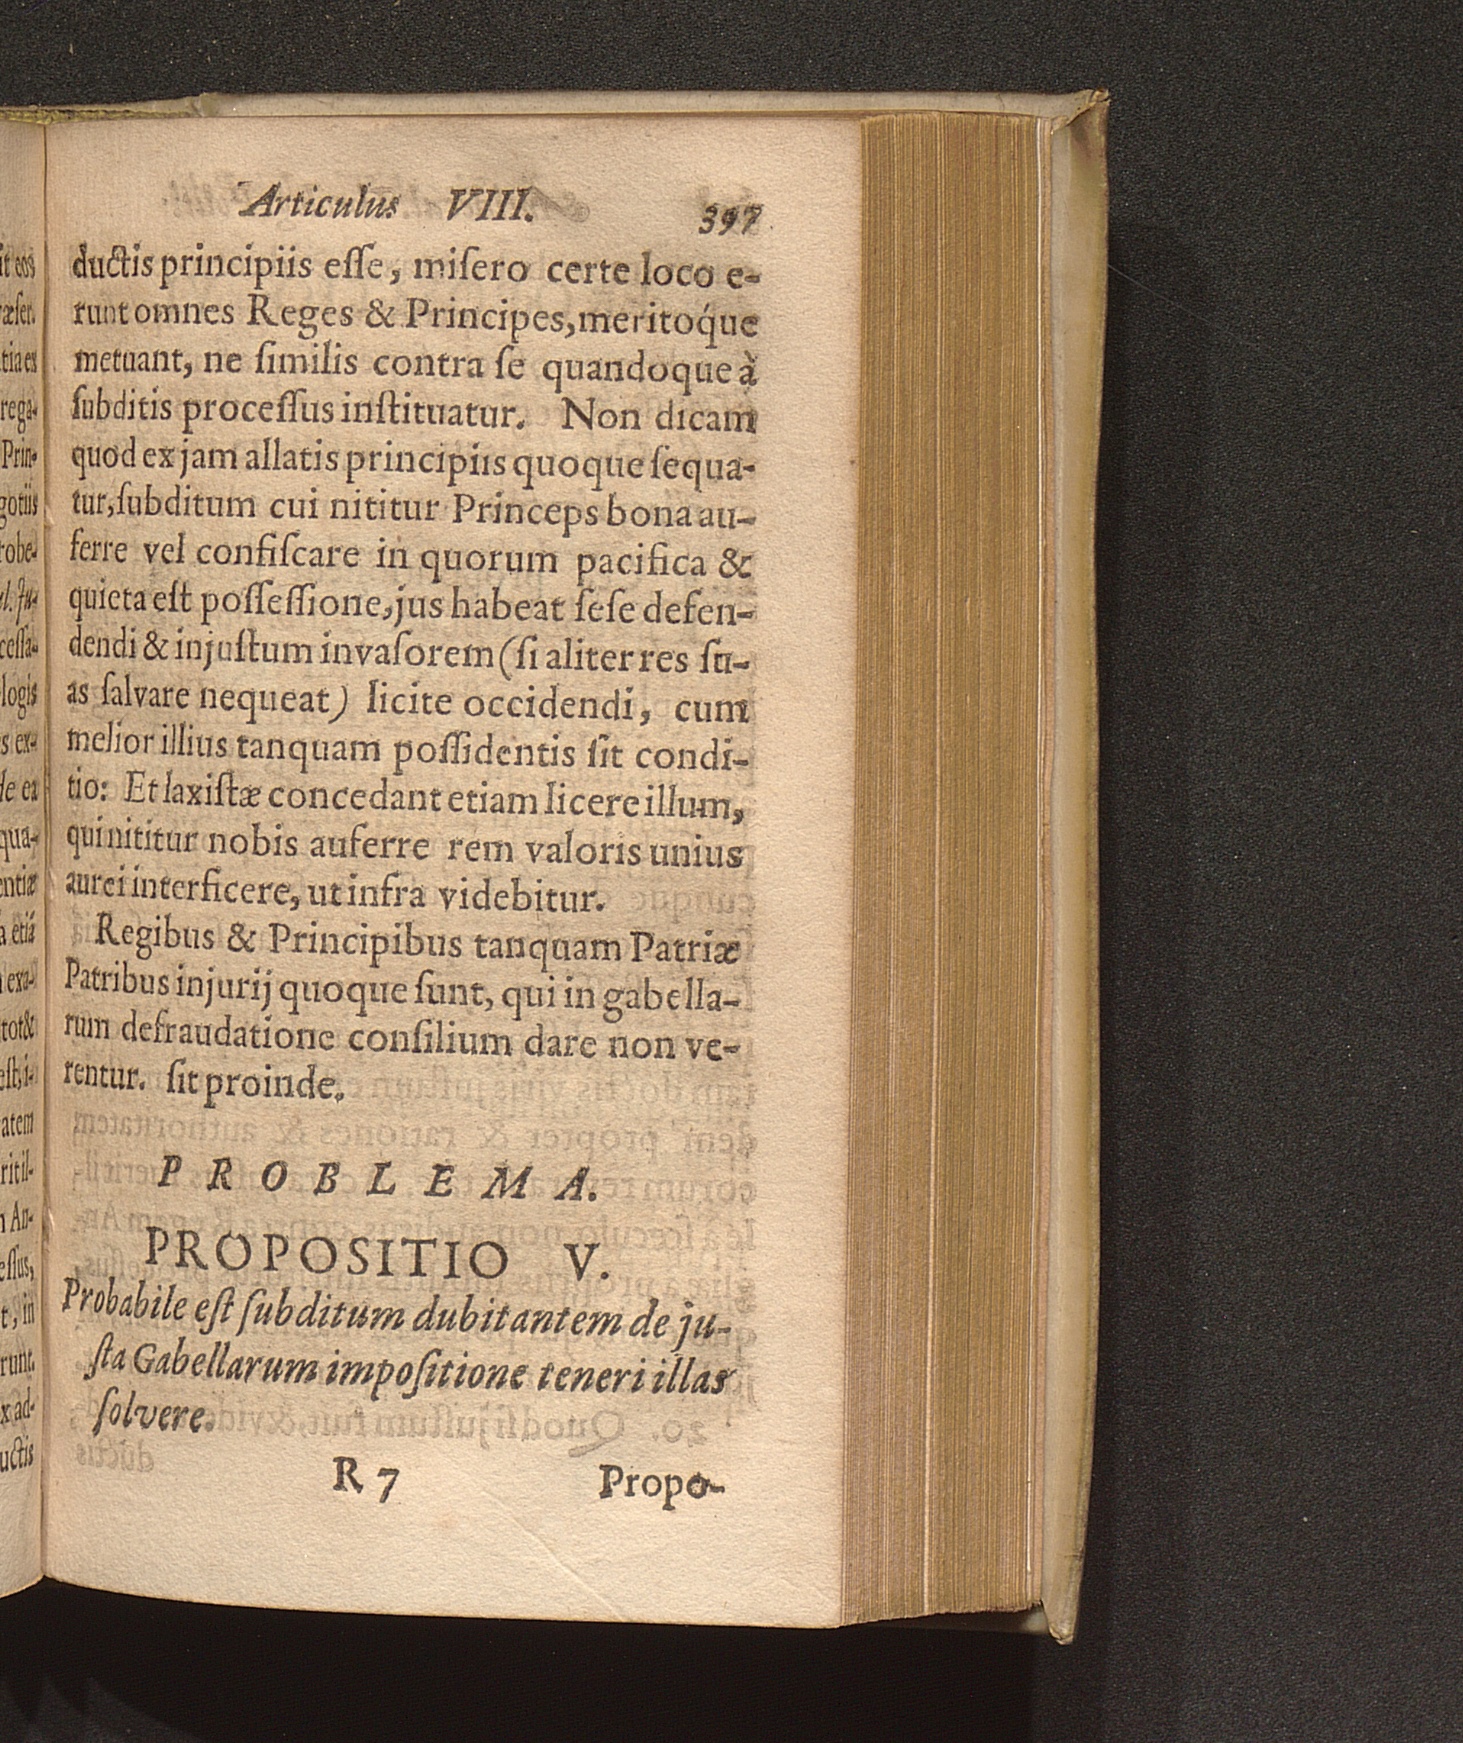 Articulus VIII. 397
ductis principiis eſſe, miſero certe loco e-
runt omnes Reges & Principes, meritoq́ue
metuant, ne ſimilis contra ſe quandoque à
ſubditis proceſſus inſtituatur. Non dicam
quod ex jam allatis principiis quoque ſequa-
tur, ſubditum cui nititur Princeps bona au-
ferre vel confiſcare in quorum pacifica &
quieta eſt poſſeſſione, jus habeat ſeſe defen-
dendi & injuſtum invaſorem (ſi aliter res ſu-
as ſalvare nequeat) licite occidendi, cum
melior illius tanquam poſſidentis ſit condi-
tio: Et laxiſtæ concedant etiam licere illum,
qui nititur nobis auferre rem valoris unius
aurei interficere, ut infra videbitur.
Regibus & Principibus tanquam Patriæ
Patribus injurij quoque ſunt, qui in gabella-
rum defraudatione conſilium dare non ve-
rentur. ſit proinde.
PROBLEMA.
PROPOSITIO V.
Probabile eſt ſubditum dubitantem de ju-
ſta Gabellarum impoſitione teneri illas
ſolvere.
R 7 Propo-